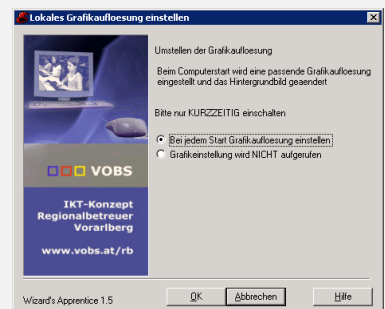 Lokales Grafikaufloesung einstellen
Umstellen der Grafikaufloesung
Beim Computerstart wird eine passende Grafikaufloesung
eingestellt und das Hintergrundbild geaendert
Bitte nur KURZZEITIG einschalten
Bei jedem Start Grafikaufloesung einstellen
Grafikeinstellung wird NICHT aufgerufen
VOBS
IKT-Konzept
Regionalbetreuer
Vorarlberg
www.vobs.at/rb
Wizard's Apprentice 1.5
OK
Abbrechen
Hilfe